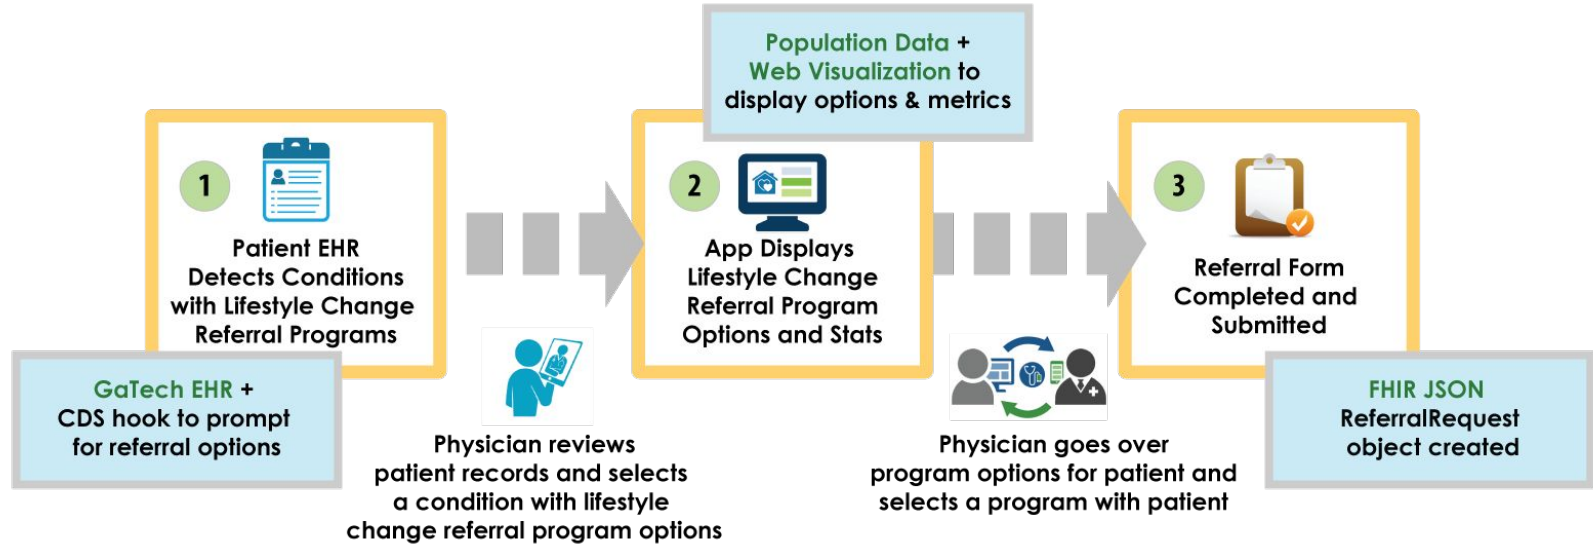 1
Patient EHR
Detects Conditions
with Lifestyle Change
Referral Programs
GaTech EHR +
CDS hook to prompt
for referral options
Physician reviews
patient records and selects
a condition with lifestyle
change referral program options
Population Data +
Web Visualization to
display options & metrics
2
App Displays
Lifestyle Change
Referral Program
Options and Stats
Physician goes over
program options for patient and
selects a program with patient
3
Referral Form
Completed and
Submitted
FHIR JSON
ReferralRequest
object created